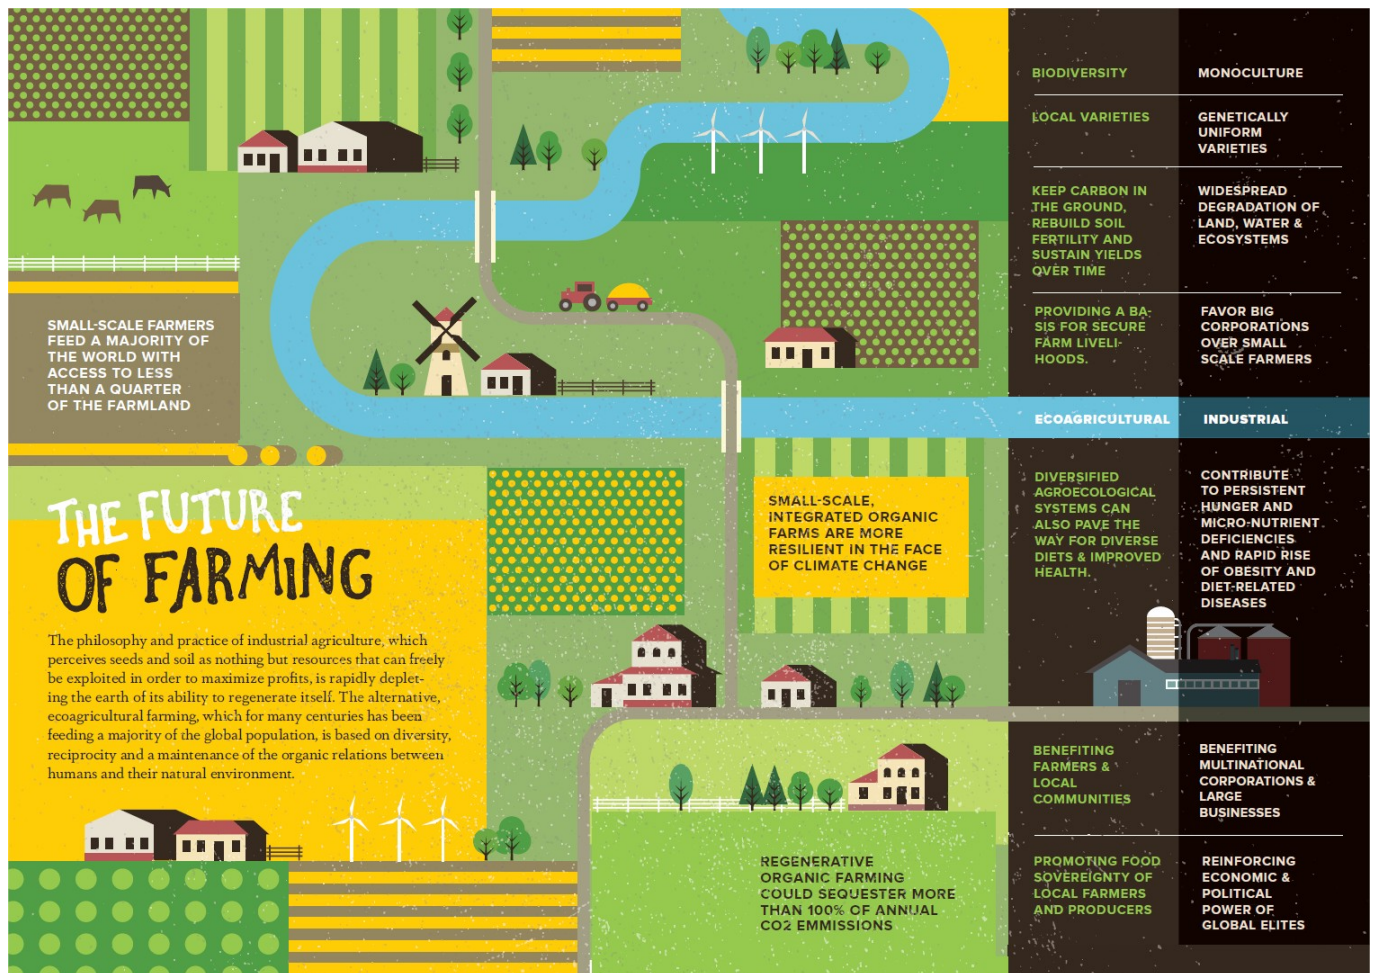 SMALL-SCALE FARMERS
FEED A MAJORITY OF
THE WORLD WITH
ACCESS TO LESS
THAN A QUARTER
OF THE FARMLAND
THE FUTURE
OF FARMING
The philosophy and practice of industrial agriculture, which
perceives seeds and soil as nothing but resources that can freely
be exploited in order to maximize profits, is rapidly deplet-
ing the earth of its ability to regenerate itself. The alternative,
ecoagricultural farming, which for many centuries has been
feeding a majority of the global population, is based on diversity,
reciprocity and a maintenance of the organic relations between
humans and their natural environment.
SMALL-SCALE,
INTEGRATED ORGANIC
FARMS ARE MORE
RESILIENT IN THE FACE
OF CLIMATE CHANGE
REGENERATIVE
ORGANIC FARMING
COULD SEQUESTER MORE
THAN 100% OF ANNUAL
CO2 EMMISSIONS
BIODIVERSITY
MONOCULTURE
LOCAL VARIETIES
GENETICALLY
UNIFORM
VARIETIES
KEEP CARBON IN
THE GROUND,
REBUILD SOIL
FERTILITY AND
SUSTAIN YIELDS
OVER TIME
WIDESPREAD
DEGRADATION OF
LAND, WATER &
ECOSYSTEMS
PROVIDING A BA-
SIS FOR SECURE
FARM LIVELI-
HOODS.
FAVOR BIG
CORPORATIONS
OVER SMALL
SCALE FARMERS
ECOAGRICULTURAL
INDUSTRIAL
DIVERSIFIED
AGROECOLOGICAL
SYSTEMS CAN
ALSO PAVE THE
WAY FOR DIVERSE
DIETS & IMPROVED
HEALTH.
CONTRIBUTE
TO PERSISTENT
HUNGER AND
MICRO-NUTRIENT
DEFICIENCIES
AND RAPID RISE
OF OBESITY AND
DIET-RELATED
DISEASES
BENEFITING
FARMERS &
LOCAL
COMMUNITIES
BENEFITING
MULTINATIONAL
CORPORATIONS &
LARGE
BUSINESSES
PROMOTING FOOD
SOVEREIGNTY OF
LOCAL FARMERS
AND PRODUCERS
REINFORCING
ECONOMIC &
POLITICAL
POWER OF
GLOBAL ELITES